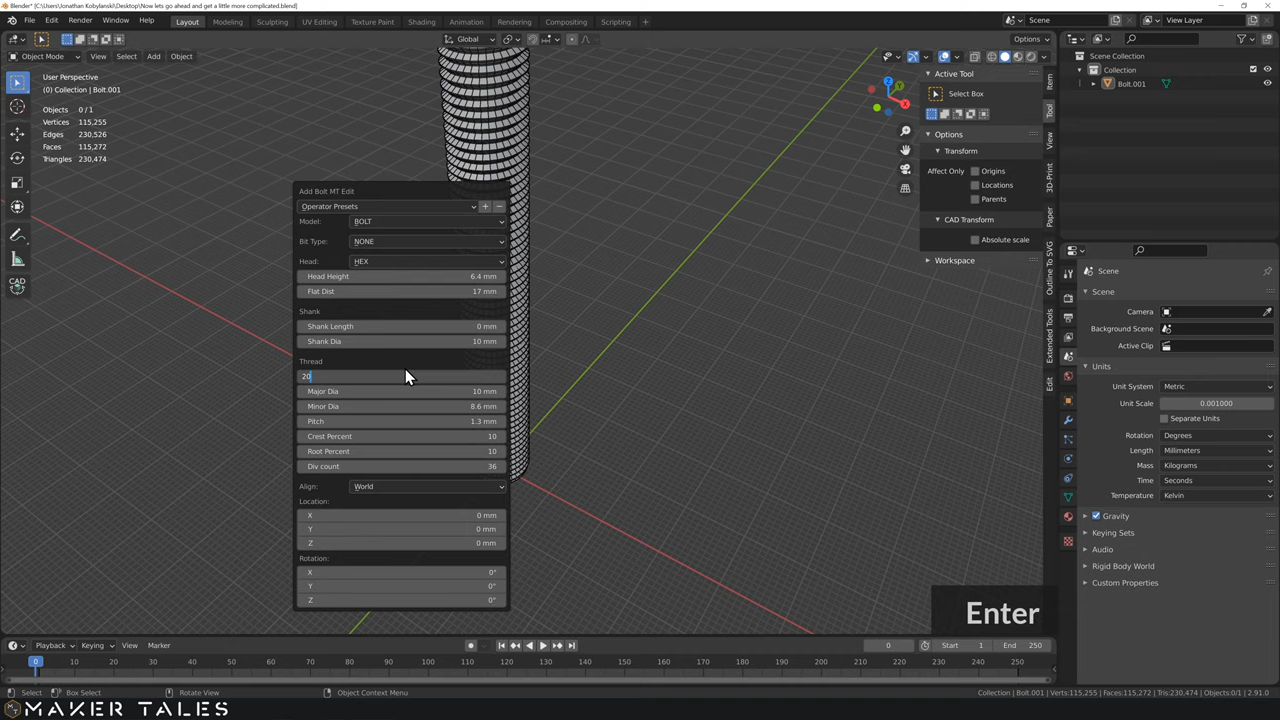 Blender* [C:\Users\Jonathan Kobylanski\Desktop\Now lets go ahead and get a little more complicated.blend]
File Edit Render Window Help Layout Modeling Sculpting UV Editing Texture Paint Shading Animation Rendering Compositing Scripting Scene View Layer
Global Options
Object Mode View Select Add Object
User Perspective
(0) Collection | Bolt.001
Objects 0 / 1
Vertices 115,255
Edges 230,526
Faces 115,272
Triangles 230,474
Z
Y
X
Active Tool
Select Box
Options
Transform
Affect Only Origins
Locations
Parents
CAD Transform
Absolute scale
Workspace
Item
Tool
View
3D-Print
Paper
Outline To SVG
Extended Tools
Edit
CAD
Scene Collection
Collection
Bolt.001
Scene
Scene
Camera
Background Scene
Active Clip
Units
Unit System Metric
Unit Scale 0.001000
Separate Units
Rotation Degrees
Length Millimeters
Mass Kilograms
Time Seconds
Temperature Kelvin
Gravity
Keying Sets
Audio
Rigid Body World
Custom Properties
Add Bolt MT Edit
Operator Presets
Model: BOLT
Bit Type: NONE
Head: HEX
Head Height 6.4 mm
Flat Dist 17 mm
Shank
Shank Length 0 mm
Shank Dia 10 mm
Thread
20
Major Dia 10 mm
Minor Dia 8.6 mm
Pitch 1.3 mm
Crest Percent 10
Root Percent 10
Div count 36
Align: World
Location:
X 0 mm
Y 0 mm
Z 0 mm
Rotation:
X 0°
Y 0°
Z 0°
Enter
Playback Keying View Marker 0 Start 1 End 250
0 10 20 30 40 50 60 70 80 90 100 110 120 130 140 150 160 170 180 190 200 210 220 230 240 250
Select Box Select Rotate View Object Context Menu Collection | Bolt.001 | Verts:115,255 | Faces:115,272 | Tris:230,474 | Objects:0/1 | 2.91.0
MAKER TALES